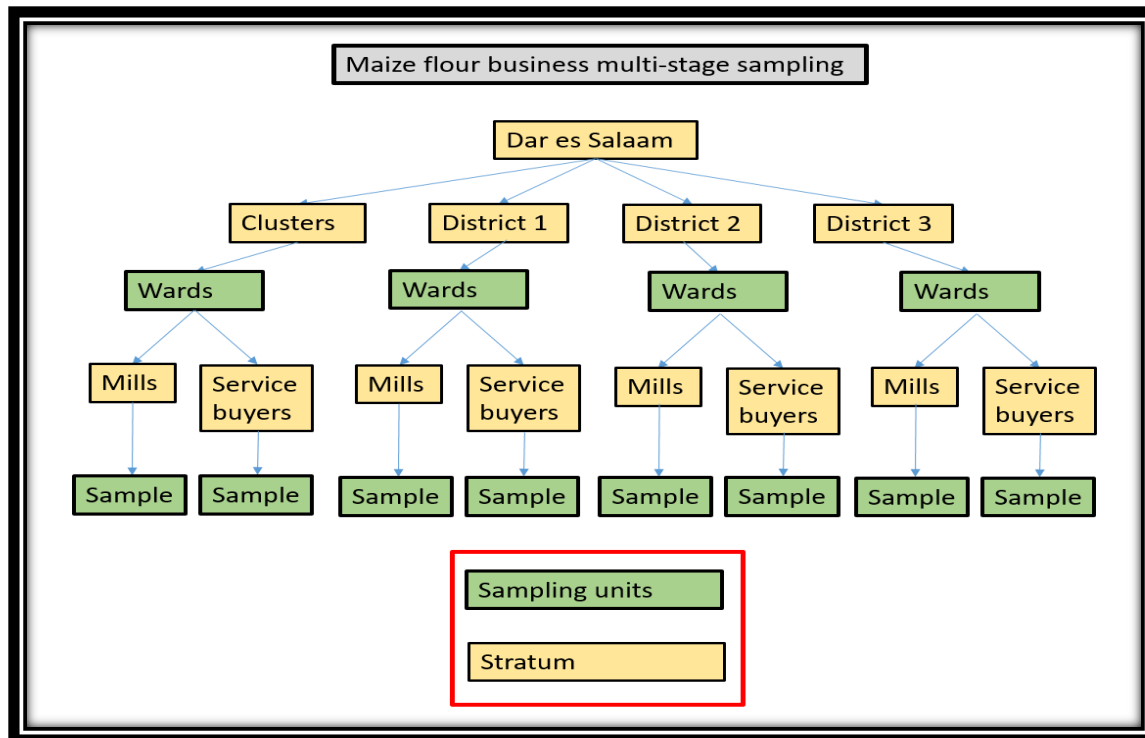 Maize flour business multi-stage sampling
Dar es Salaam
Clusters
District 1
District 2
District 3
Wards
Wards
Wards
Wards
Mills
Service
buyers
Mills
Service
buyers
Mills
Service
buyers
Mills
Service
buyers
Sample
Sample
Sample
Sample
Sample
Sample
Sample
Sample
Sampling units
Stratum